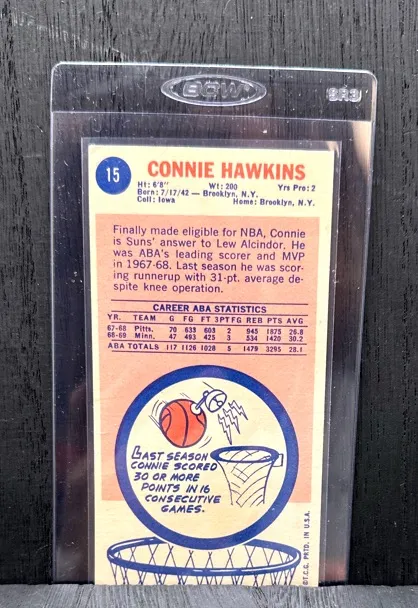 BCW
SR3
15
CONNIE HAWKINS
Ht: 6'8" Wt: 200 Yrs Pro: 2
Born: 7/17/42 — Brooklyn, N.Y.
Coll: Iowa Home: Brooklyn, N.Y.
Finally made eligible for NBA, Connie
is Suns' answer to Lew Alcindor. He
was ABA's leading scorer and MVP
in 1967-68. Last season he was scor-
ing runnerup with 31-pt. average de-
spite knee operation.
CAREER ABA STATISTICS
YR. TEAM G FG FT 3PTFG REB PTS AVG
67-68 Pitts. 70 633 603 2 945 1875 26.8
68-69 Minn. 47 493 425 3 534 1420 30.2
ABA TOTALS 117 1126 1028 5 1479 3295 28.1
LAST SEASON
CONNIE SCORED
30 OR MORE
POINTS IN 16
CONSECUTIVE
GAMES.
©T.C.G. PRTD. IN U.S.A.